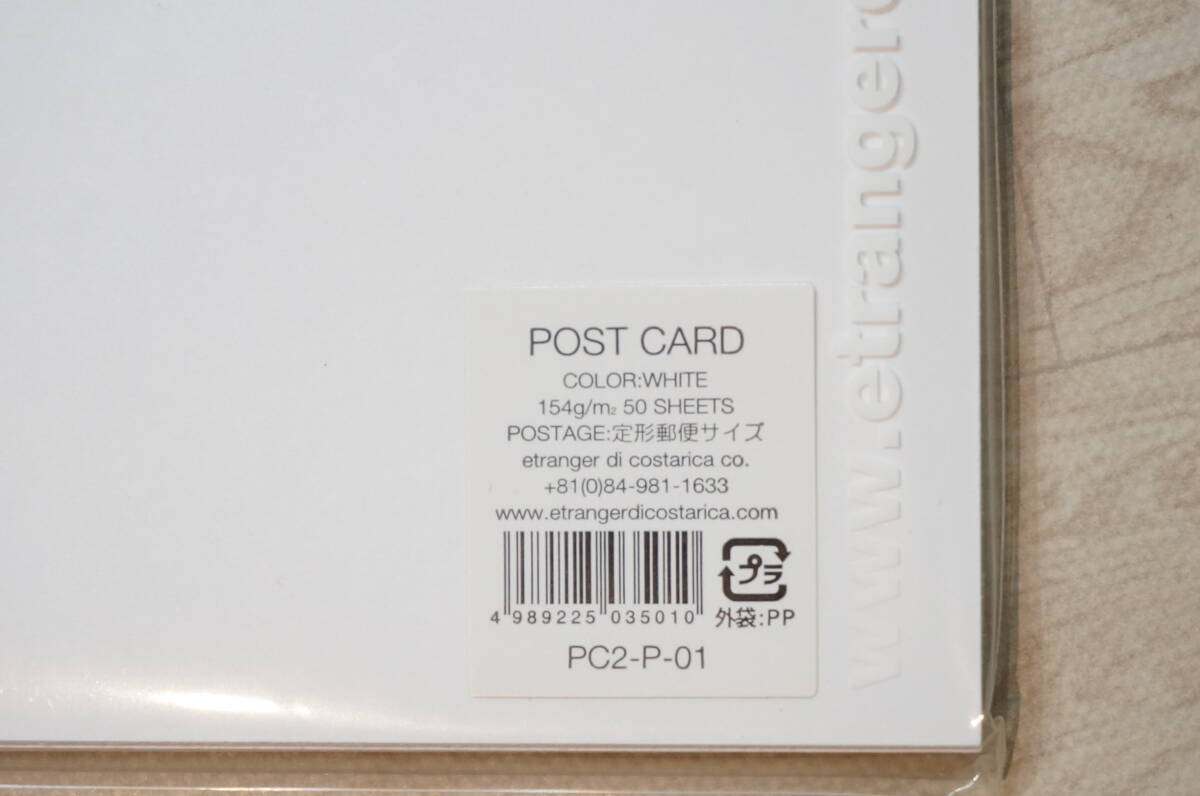 POST CARD
COLOR:WHITE
154g/m2 50 SHEETS
POSTAGE:定形郵便サイズ
etranger di costarica co.
+81(0)84-981-1633
www.etrangerdicostarica.com
4 989225 035010
プラ
外袋:PP
PC2-P-01
www.etranger